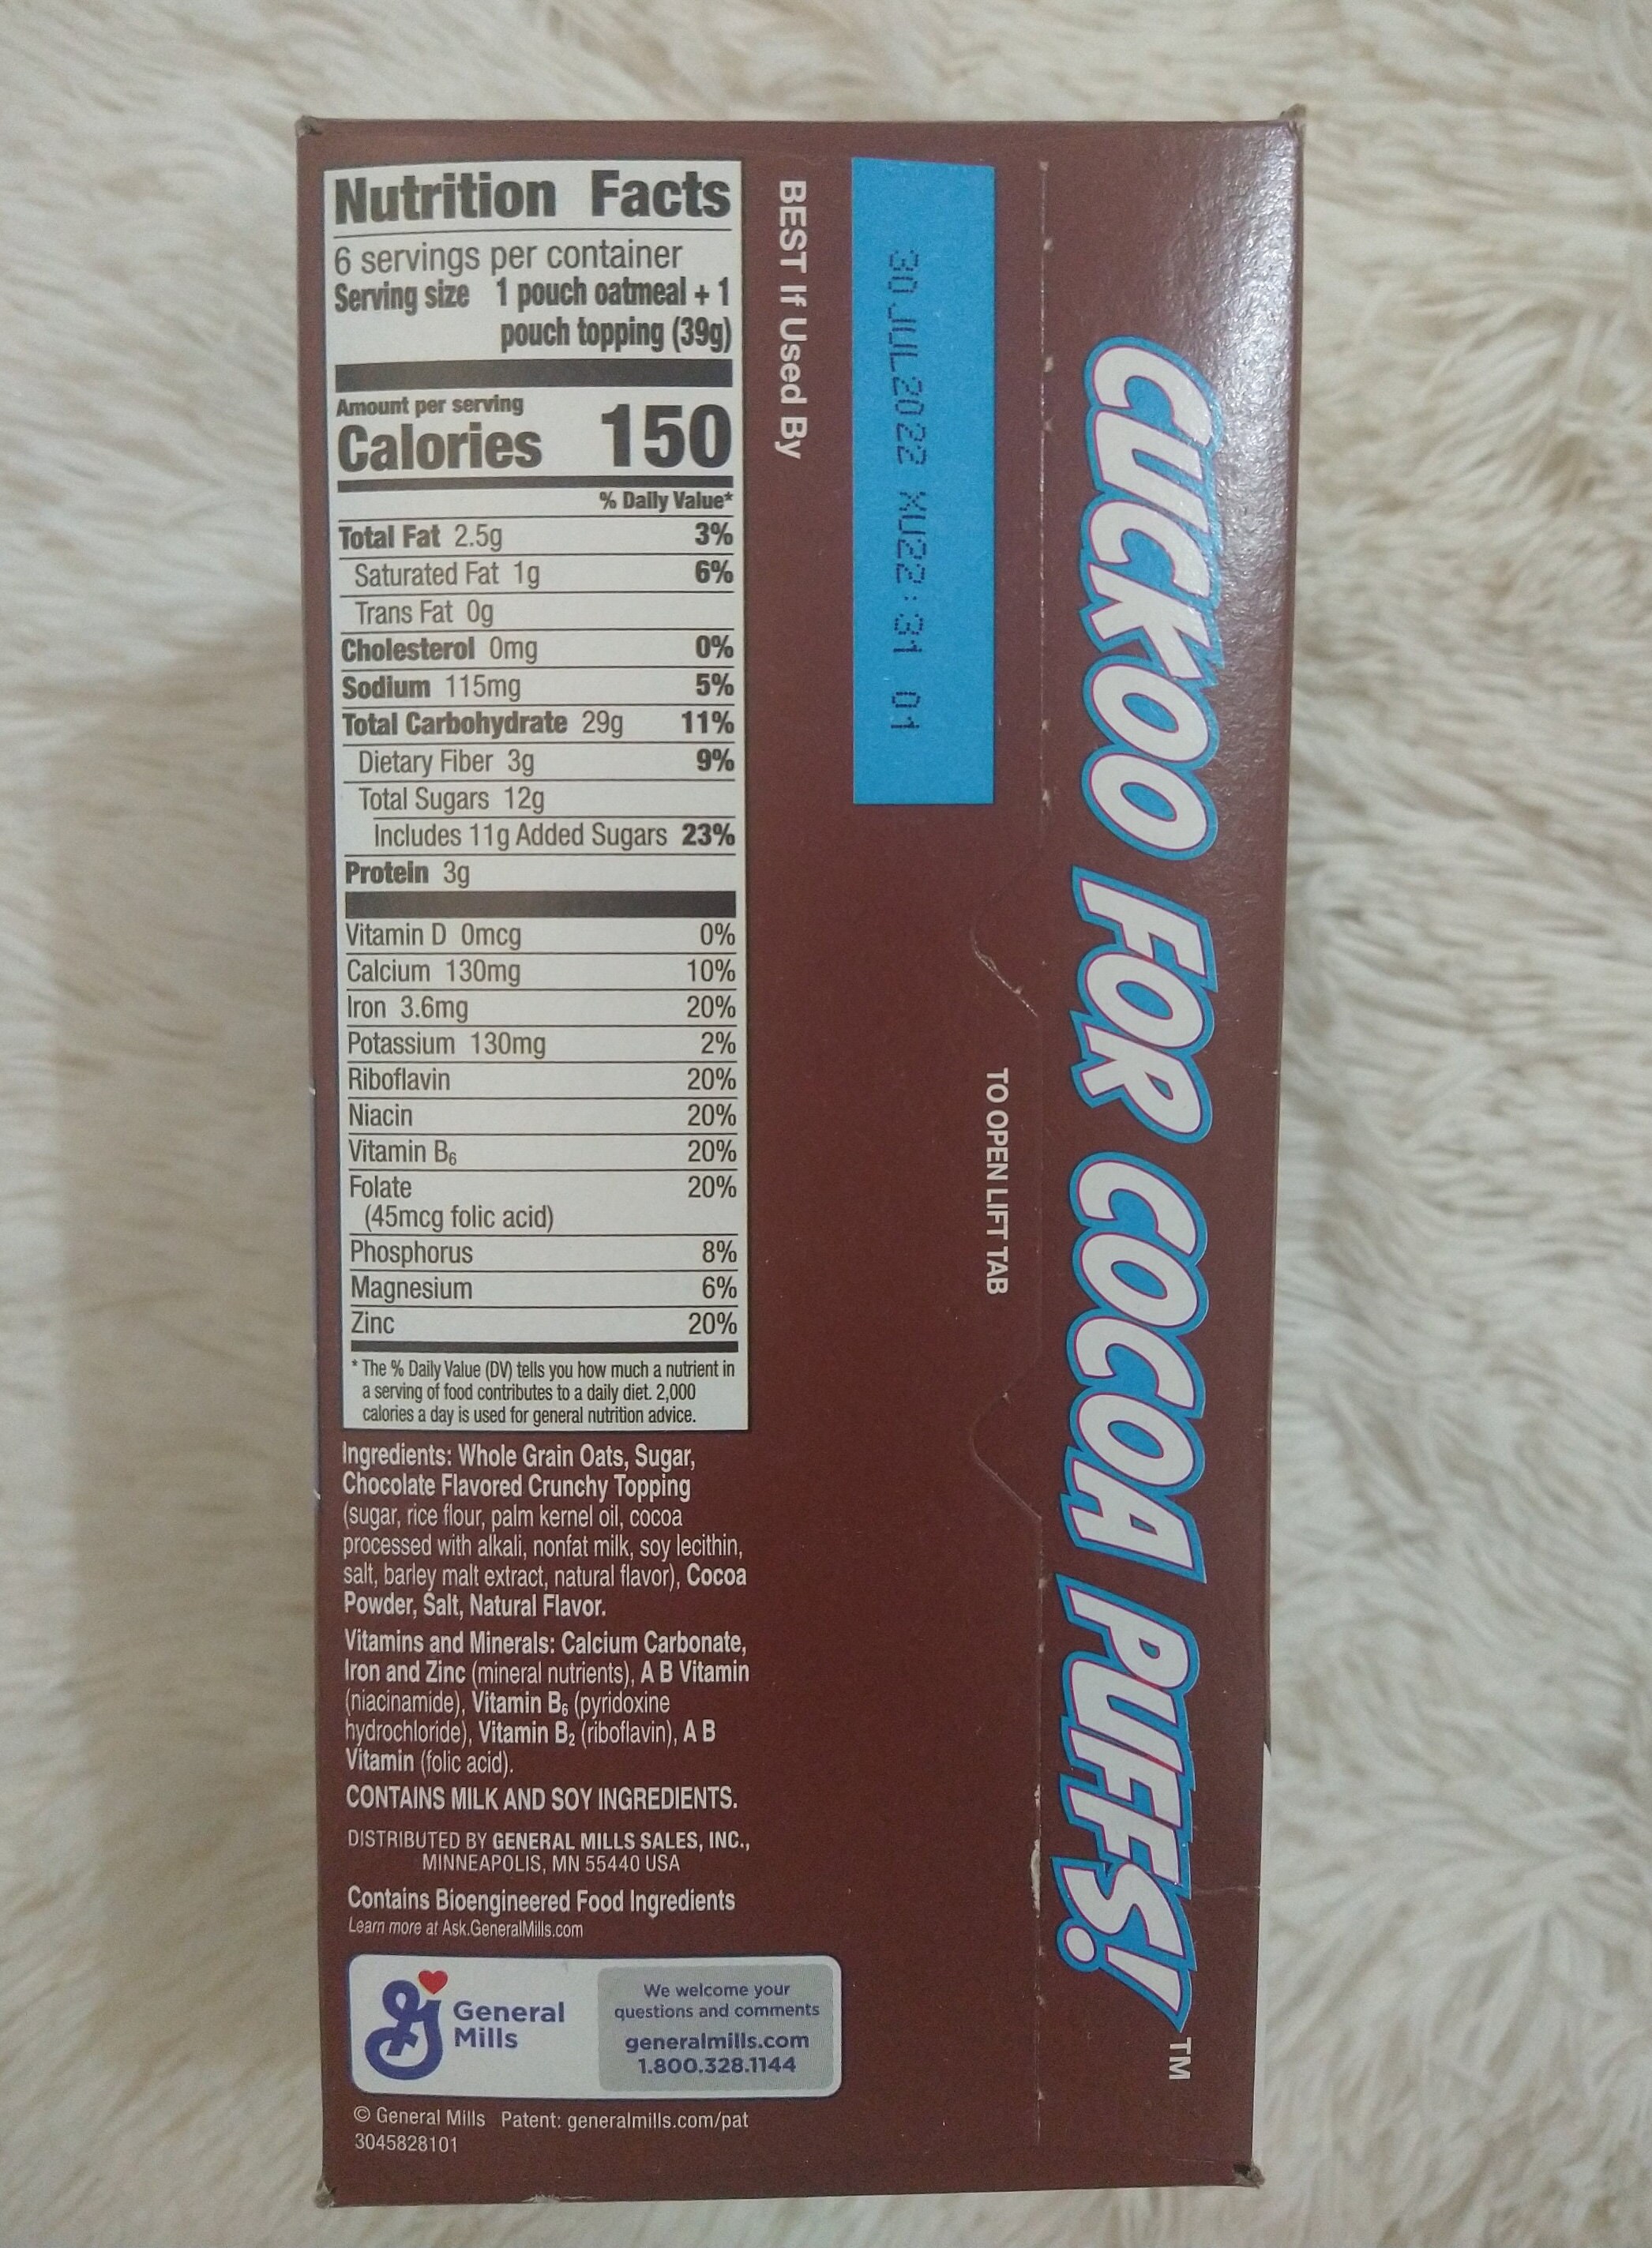 Nutrition Facts
6 servings per container
Serving size 1 pouch oatmeal + 1
pouch topping (39g)
Amount per serving
Calories 150
% Daily Value*
Total Fat 2.5g 3%
Saturated Fat 1g 6%
Trans Fat 0g
Cholesterol 0mg 0%
Sodium 115mg 5%
Total Carbohydrate 29g 11%
Dietary Fiber 3g 9%
Total Sugars 12g
Includes 11g Added Sugars 23%
Protein 3g
Vitamin D 0mcg 0%
Calcium 130mg 10%
Iron 3.6mg 20%
Potassium 130mg 2%
Riboflavin 20%
Niacin 20%
Vitamin B6 20%
Folate 20%
(45mcg folic acid)
Phosphorus 8%
Magnesium 6%
Zinc 20%
* The % Daily Value (DV) tells you how much a nutrient in
a serving of food contributes to a daily diet. 2,000
calories a day is used for general nutrition advice.
Ingredients: Whole Grain Oats, Sugar,
Chocolate Flavored Crunchy Topping
(sugar, rice flour, palm kernel oil, cocoa
processed with alkali, nonfat milk, soy lecithin,
salt, barley malt extract, natural flavor), Cocoa
Powder, Salt, Natural Flavor.
Vitamins and Minerals: Calcium Carbonate,
Iron and Zinc (mineral nutrients), A B Vitamin
(niacinamide), Vitamin B6 (pyridoxine
hydrochloride), Vitamin B2 (riboflavin), A B
Vitamin (folic acid).
CONTAINS MILK AND SOY INGREDIENTS.
DISTRIBUTED BY GENERAL MILLS SALES, INC.,
MINNEAPOLIS, MN 55440 USA
Contains Bioengineered Food Ingredients
Learn more at Ask.GeneralMills.com
General
Mills
We welcome your
questions and comments
generalmills.com
1.800.328.1144
© General Mills Patent: generalmills.com/pat
3045828101
BEST If Used By
30 JUL2022 XU22:31 01
TO OPEN LIFT TAB
CUCKOO FOR COCOA PUFFS!™